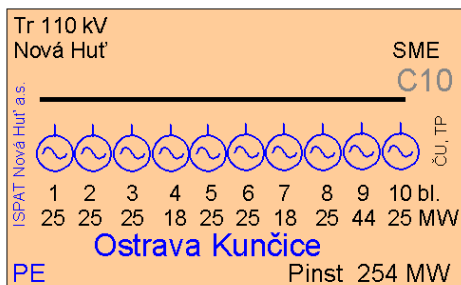 Tr 110 kV
Nová Huť
SME
C10
ISPAT Nová Huť a.s.
ČU, TP
1 2 3 4 5 6 7 8 9 10 bl.
25 25 25 18 25 25 18 25 44 25 MW
Ostrava Kunčice
PE
Pinst 254 MW